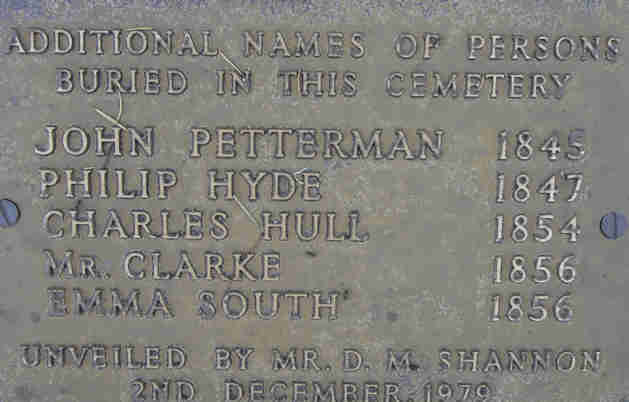 ADDITIONAL NAMES OF PERSONS
BURIED IN THIS CEMETERY
JOHN PETTERMAN 1845
PHILIP HYDE 1847
CHARLES HULL 1854
MR. CLARKE 1856
EMMA SOUTH 1856
UNVEILED BY MR. D. M. SHANNON
2ND DECEMBER. 1979